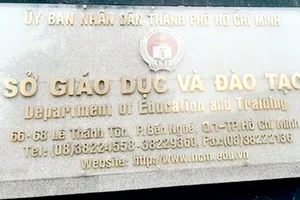 ỦY BAN NHÂN DÂN THÀNH PHỐ HỒ CHÍ MINH
SỞ GIÁO DỤC VÀ ĐÀO TẠO
Department of Education and Training
66-68 Lê Thánh Tôn, P. Bến Nghé, Q.1-TP. Hồ Chí Minh
Tel: (08)38224558-38229360, Fax:(08)38222136
Website: http://www.hcm.edu.vn